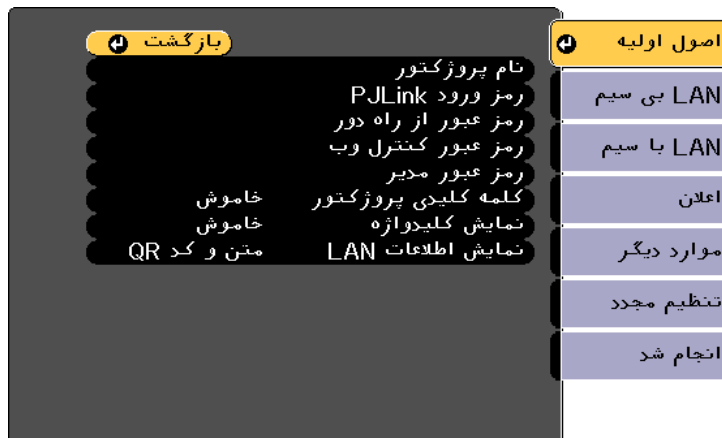 اصول اولیه
LAN بی سیم
LAN با سیم
اعلان
موارد دیگر
تنظیم مجدد
انجام شد
بازگشت
نام پروژکتور
رمز ورود PJLink
رمز عبور از راه دور
رمز عبور کنترل وب
رمز عبور مدیر
کلمه کلیدی پروژکتور خاموش
نمایش کلیدواژه خاموش
نمایش اطلاعات LAN متن و کد QR